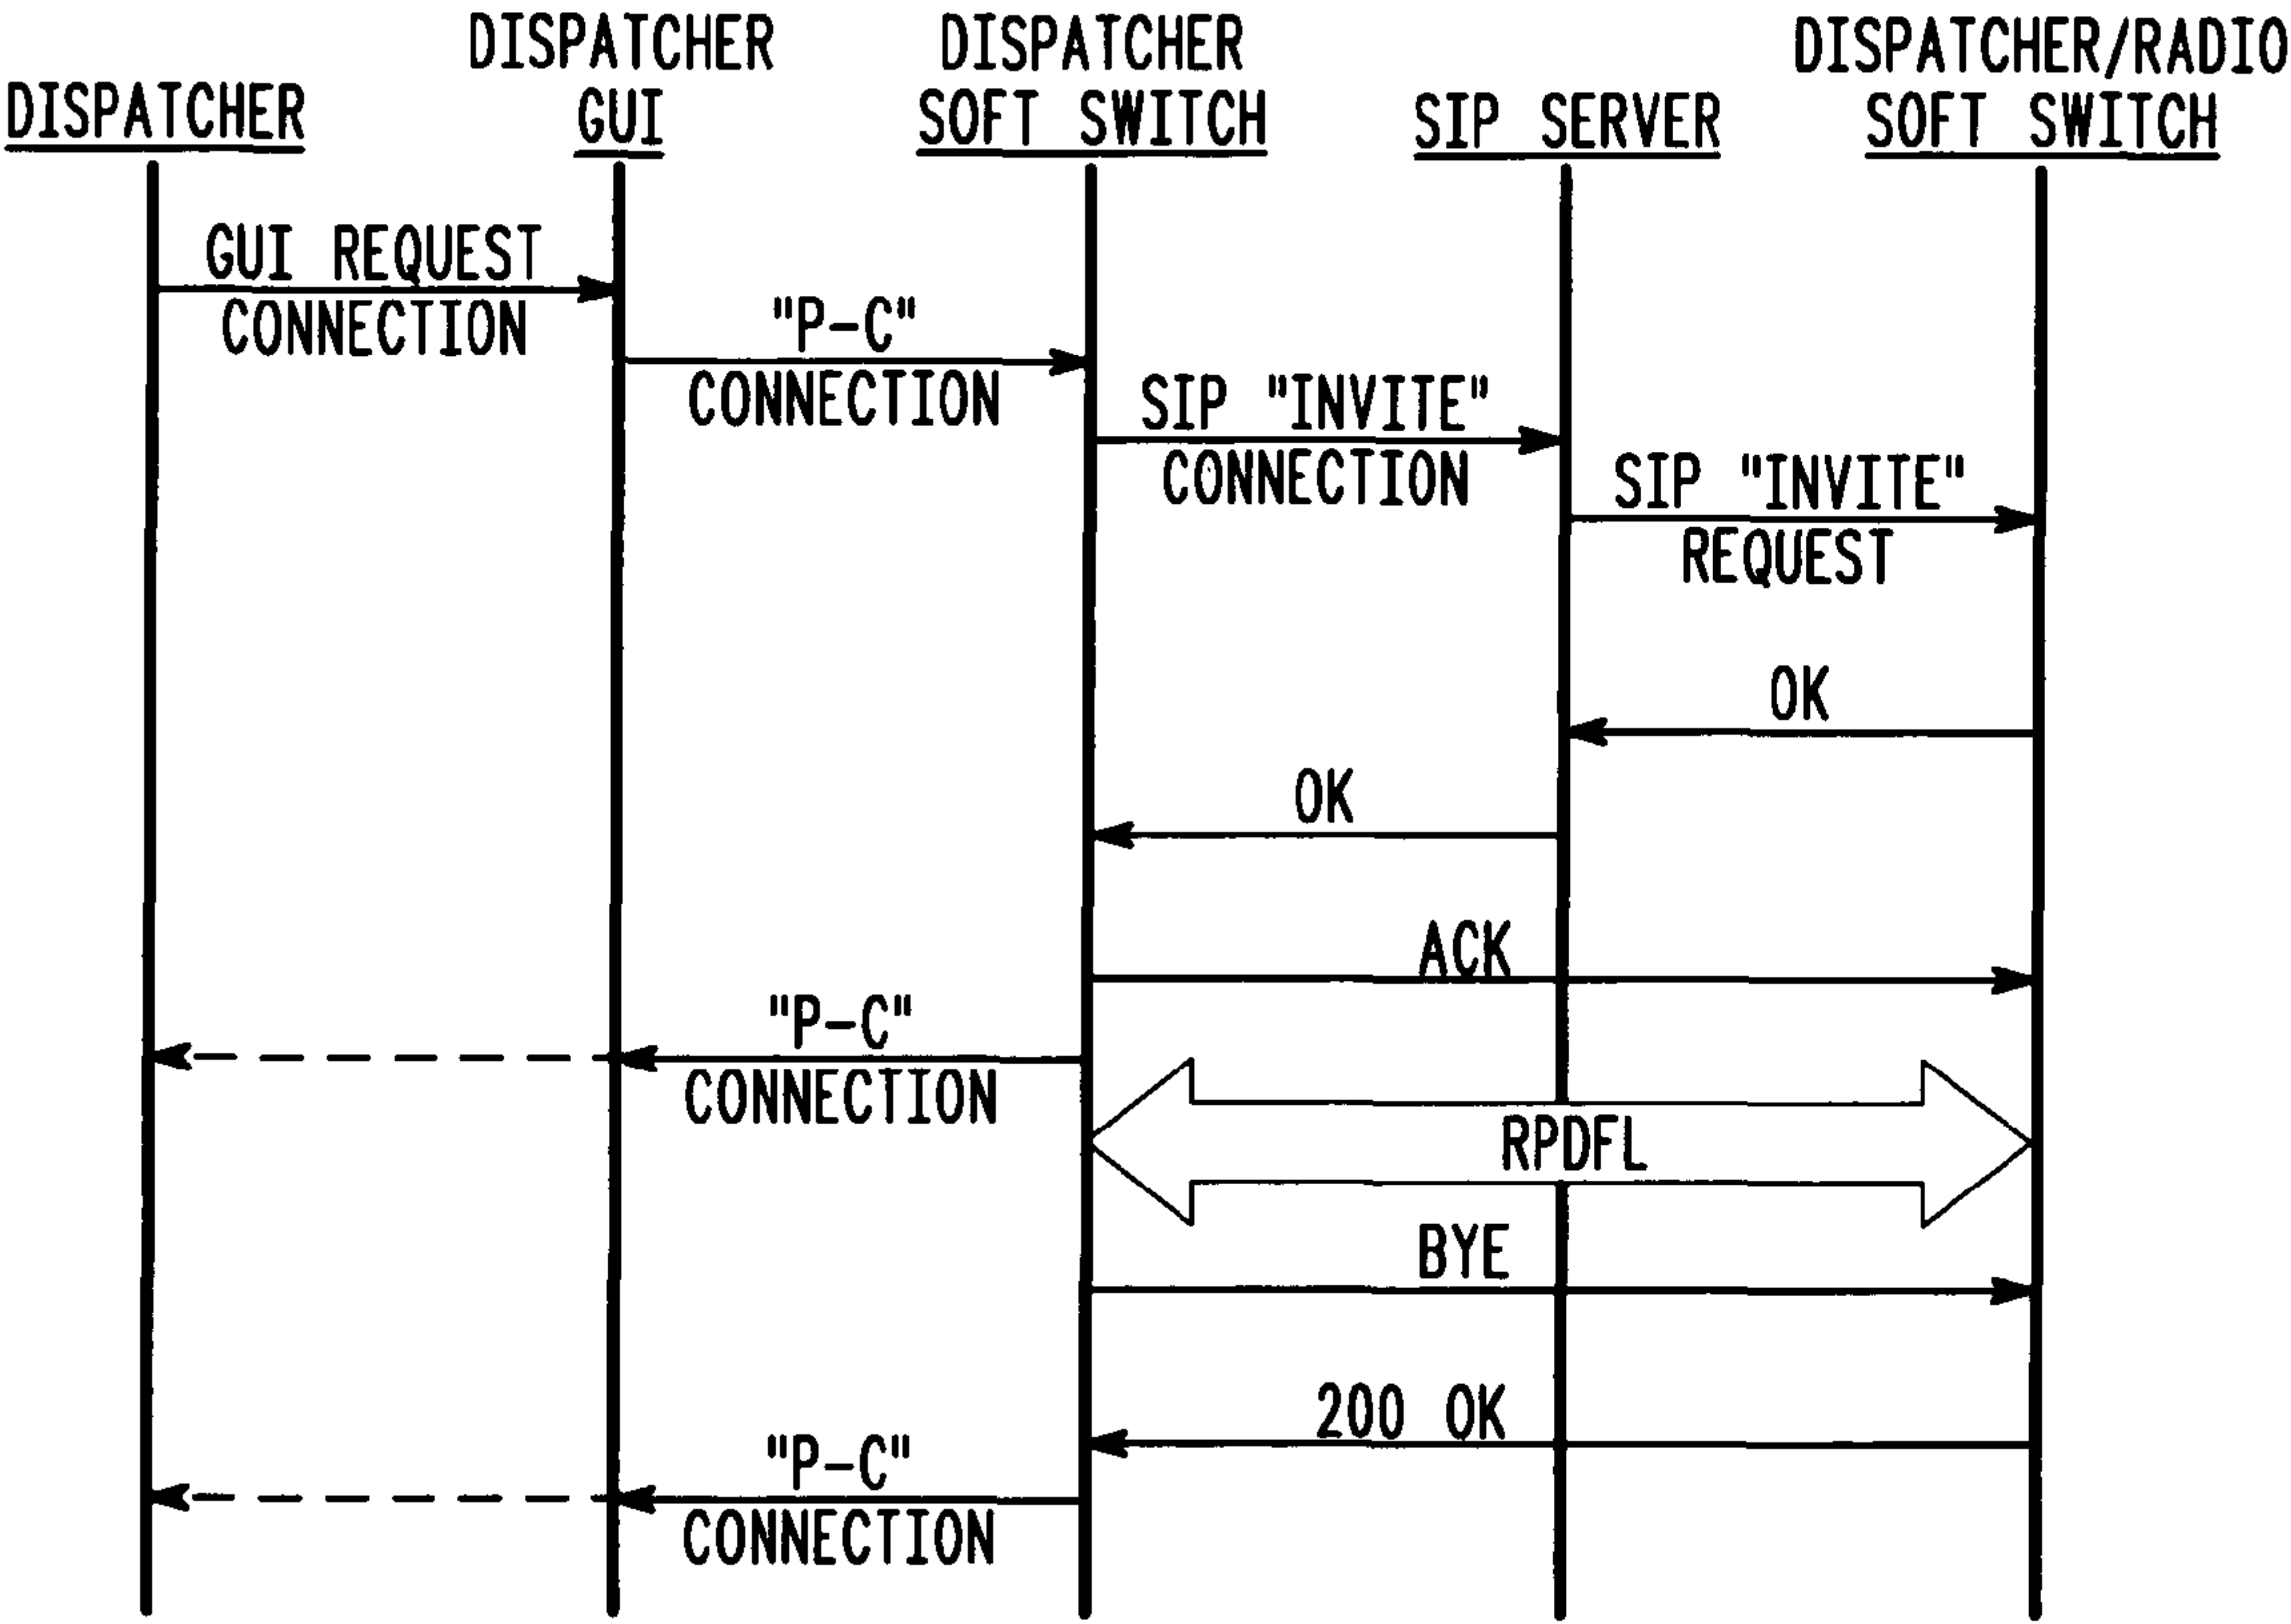 DISPATCHER
DISPATCHER
GUI
DISPATCHER
SOFT SWITCH
SIP SERVER
DISPATCHER/RADIO
SOFT SWITCH
GUI REQUEST
CONNECTION
"P-C"
CONNECTION
SIP "INVITE"
CONNECTION
SIP "INVITE"
REQUEST
OK
OK
ACK
"P-C"
CONNECTION
RPDFL
BYE
200 OK
"P-C"
CONNECTION